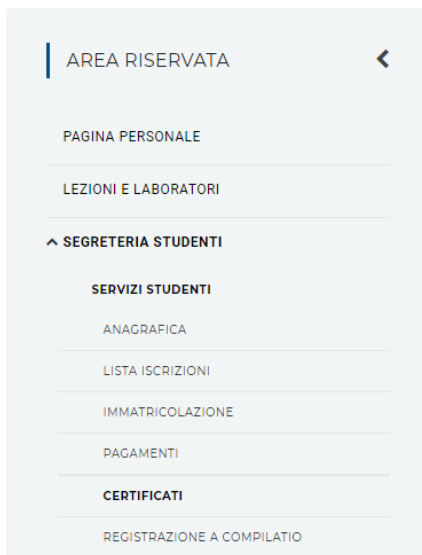 AREA RISERVATA
PAGINA PERSONALE
LEZIONI E LABORATORI
SEGRETERIA STUDENTI
SERVIZI STUDENTI
ANAGRAFICA
LISTA ISCRIZIONI
IMMATRICOLAZIONE
PAGAMENTI
CERTIFICATI
REGISTRAZIONE A COMPILATIO